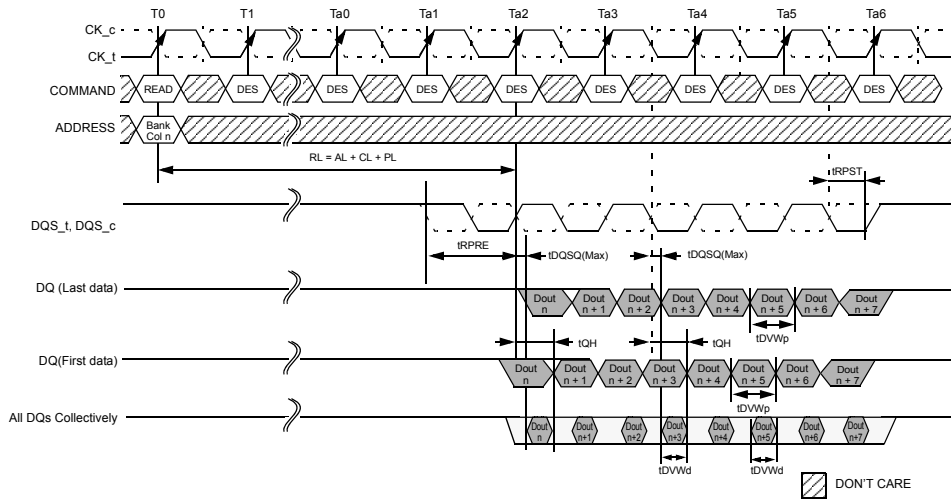 T0 T1 Ta0 Ta1 Ta2 Ta3 Ta4 Ta5 Ta6
CK_c
CK_t
COMMAND READ DES DES DES DES DES DES DES DES
ADDRESS Bank
Col n
RL = AL + CL + PL
tRPST
DQS_t, DQS_c
tRPRE tDQSQ(Max) tDQSQ(Max)
DQ (Last data) Dout Dout Dout Dout Dout Dout Dout Dout
n n + 1 n + 2 n + 3 n + 4 n + 5 n + 6 n + 7
tQH tDVWp tQH
DQ(First data) Dout Dout Dout Dout Dout Dout Dout Dout
n n + 1 n + 2 n + 3 n + 4 n + 5 n + 6 n + 7
tDVWp
All DQs Collectively Dout Dout Dout Dout Dout Dout Dout Dout
n n+1 n+2 n+3 n+4 n+5 n+6 n+7
tDVWd tDVWd
DON'T CARE